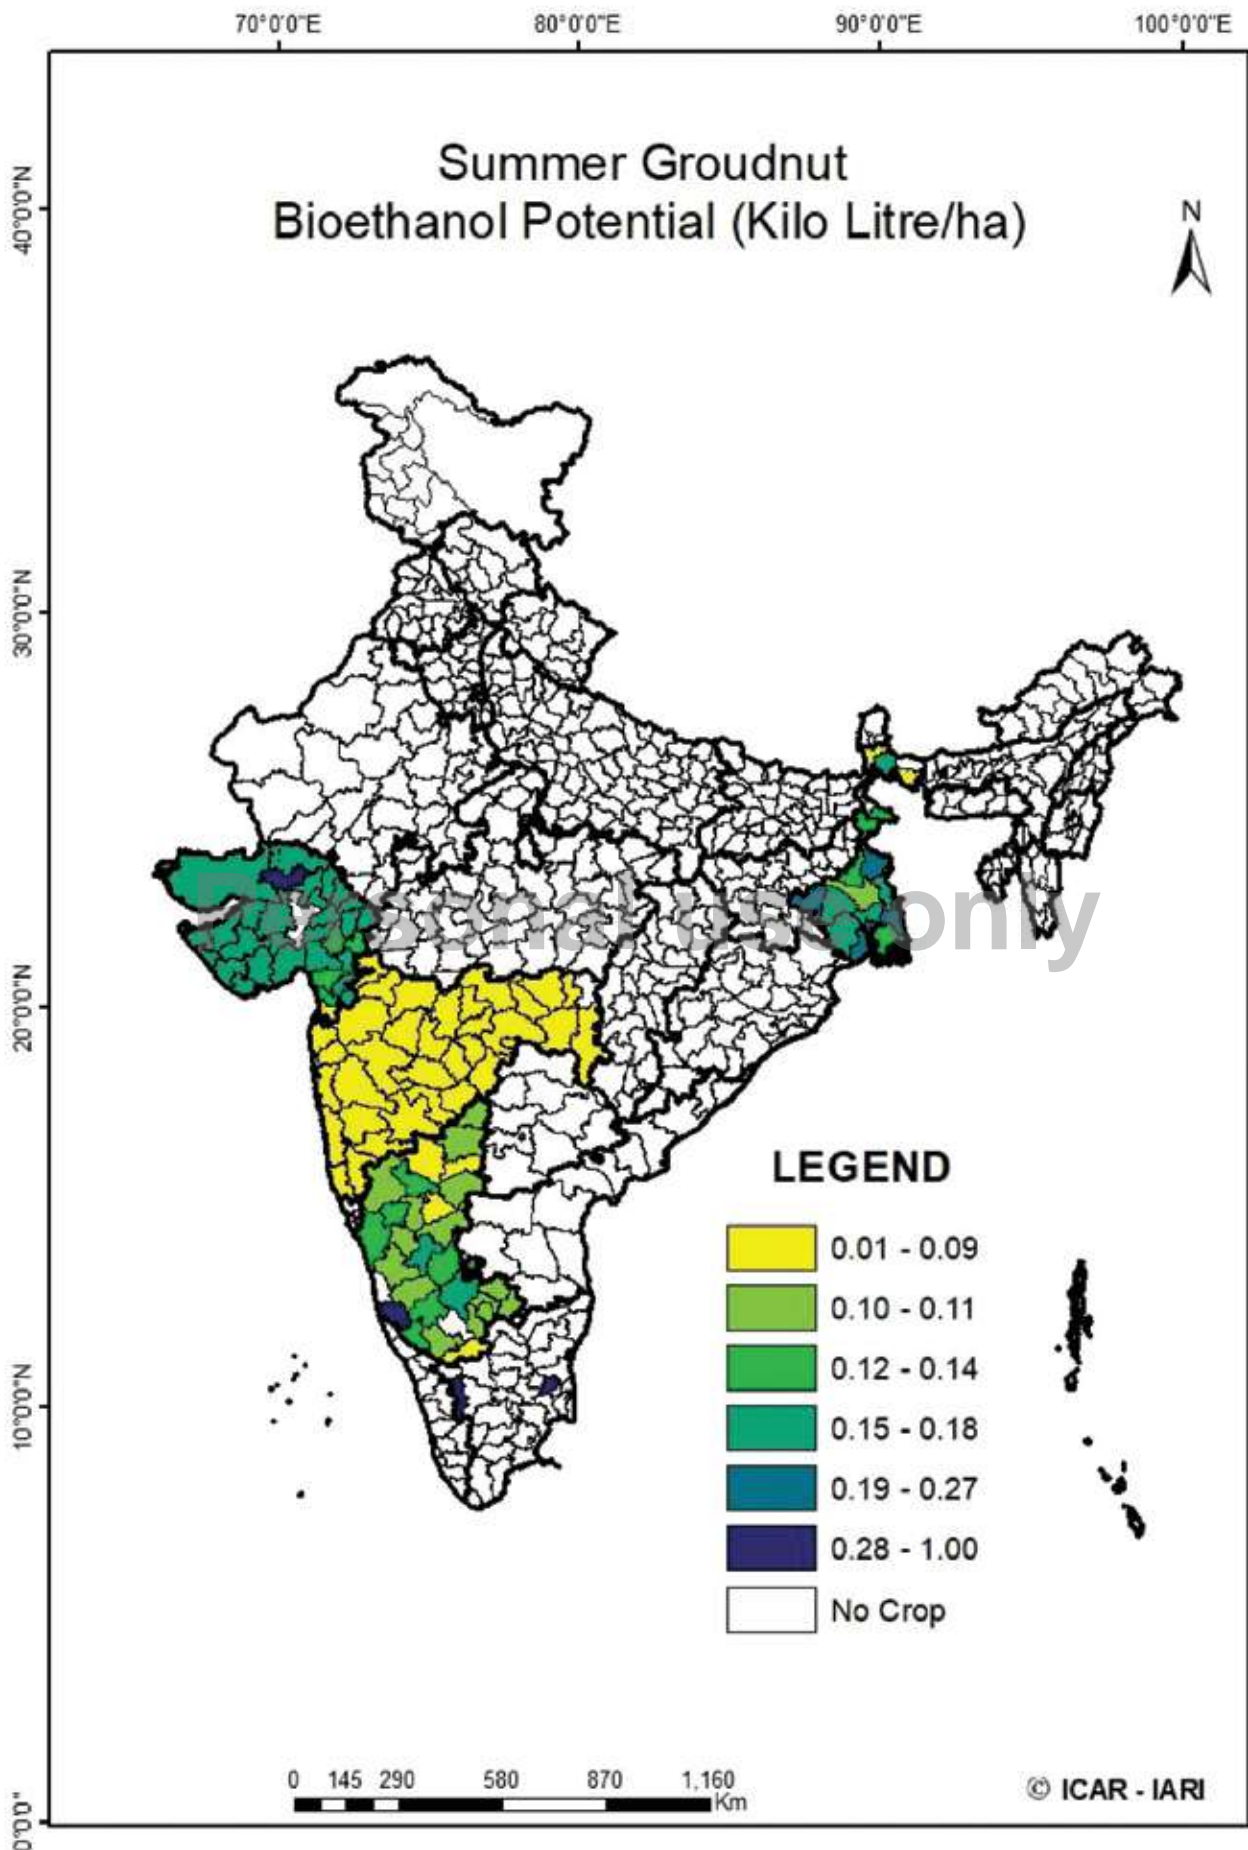 70°0'0"E 80°0'0"E 90°0'0"E 100°0'0"E
Summer Groudnut
Bioethanol Potential (Kilo Litre/ha)
N
40°0'0"N
30°0'0"N
20°0'0"N
10°0'0"N
0°0'0"
Personal use only
LEGEND
0.01 - 0.09
0.10 - 0.11
0.12 - 0.14
0.15 - 0.18
0.19 - 0.27
0.28 - 1.00
No Crop
0 145 290 580 870 1,160
Km
© ICAR - IARI